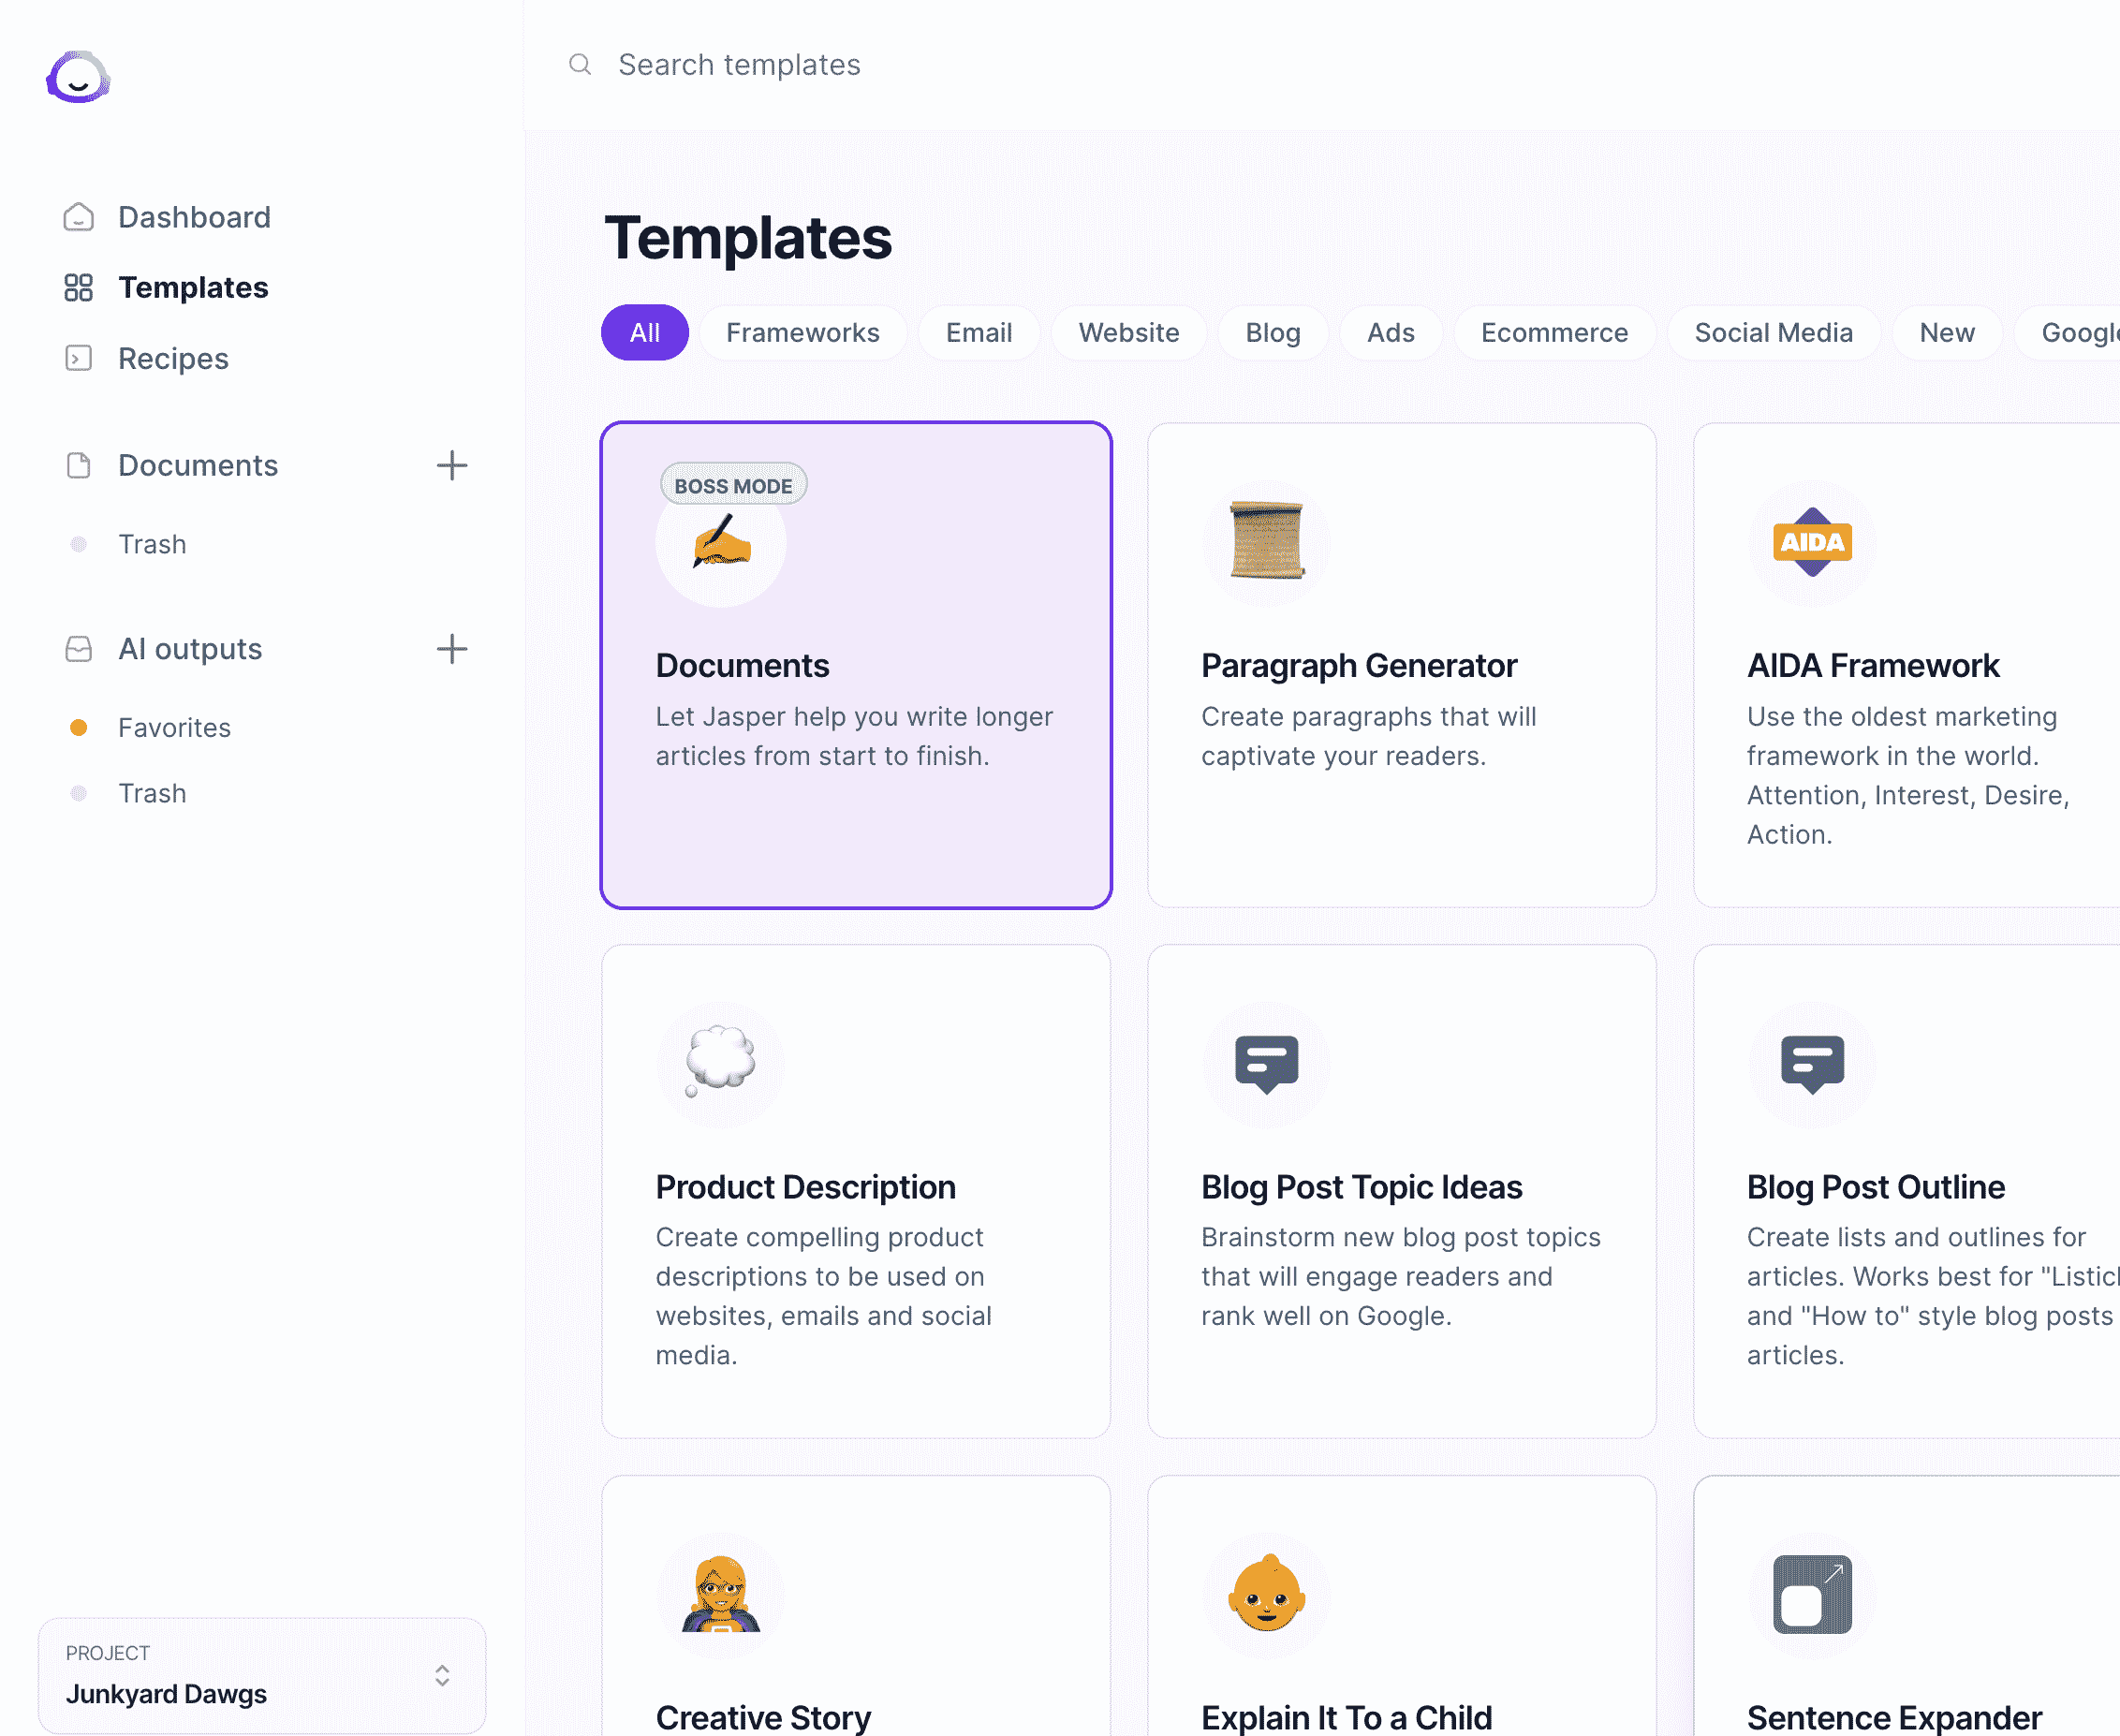 Search templates
Dashboard
Templates
Recipes
Documents
Trash
AI outputs
Favorites
Trash
PROJECT
Junkyard Dawgs
Templates
All
Frameworks
Email
Website
Blog
Ads
Ecommerce
Social Media
New
BOSS MODE
Documents
Let Jasper help you write longer
articles from start to finish.
Paragraph Generator
Create paragraphs that will
captivate your readers.
AIDA
AIDA Framework
Use the oldest marketing
framework in the world.
Attention, Interest, Desire,
Action.
Product Description
Create compelling product
descriptions to be used on
websites, emails and social
media.
Blog Post Topic Ideas
Brainstorm new blog post topics
that will engage readers and
rank well on Google.
Blog Post Outline
Create lists and outlines for
articles. Works best for
and "How to" style blog posts
articles.
Creative Story
Explain It To a Child
Sentence Expander